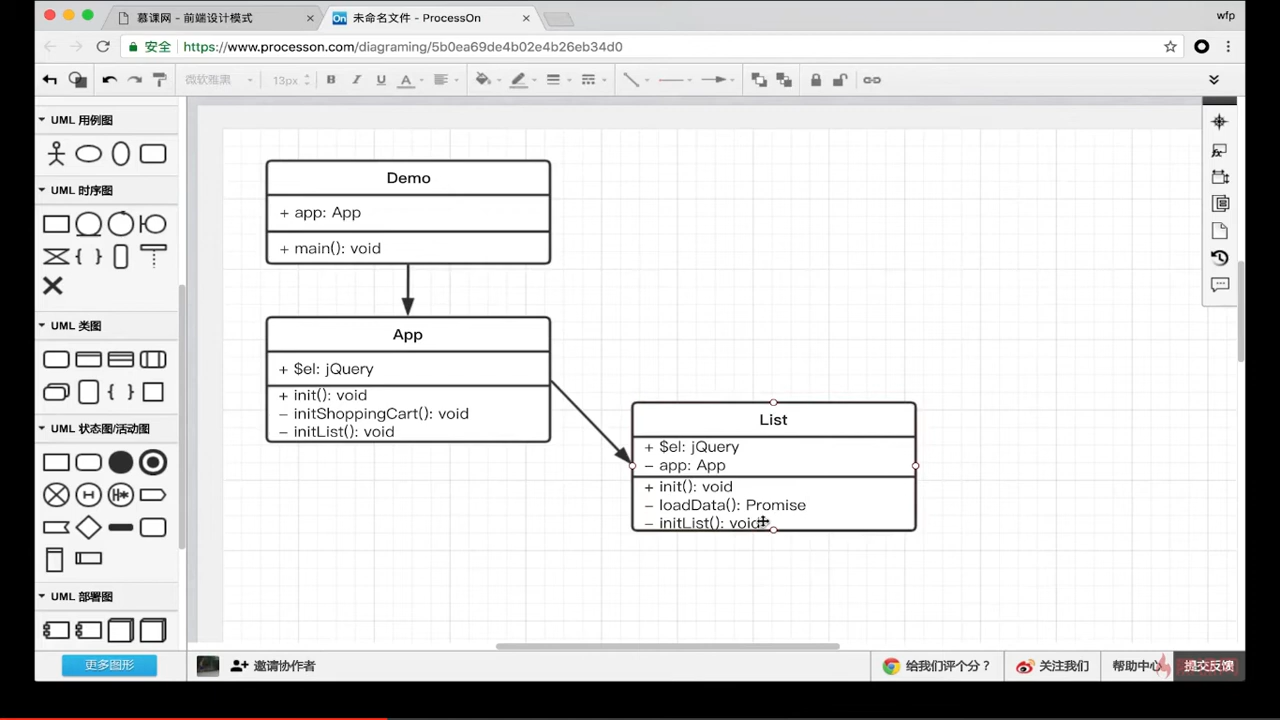 慕课网 - 前端设计模式
On 未命名文件 - ProcessOn
wfp
安全 https://www.processon.com/diagraming/5b0ea69de4b02e4b26eb34d0
微软雅黑 13px B I U A
UML 用例图
UML 时序图
UML 类图
UML 状态图/活动图
UML 部署图
更多图形
Demo
+ app: App
+ main(): void
App
+ $el: jQuery
+ init(): void
- initShoppingCart(): void
- initList(): void
List
+ $el: jQuery
- app: App
+ init(): void
- loadData(): Promise
- initList(): void
邀请协作者
给我们评个分？
关注我们
帮助中心
提交反馈